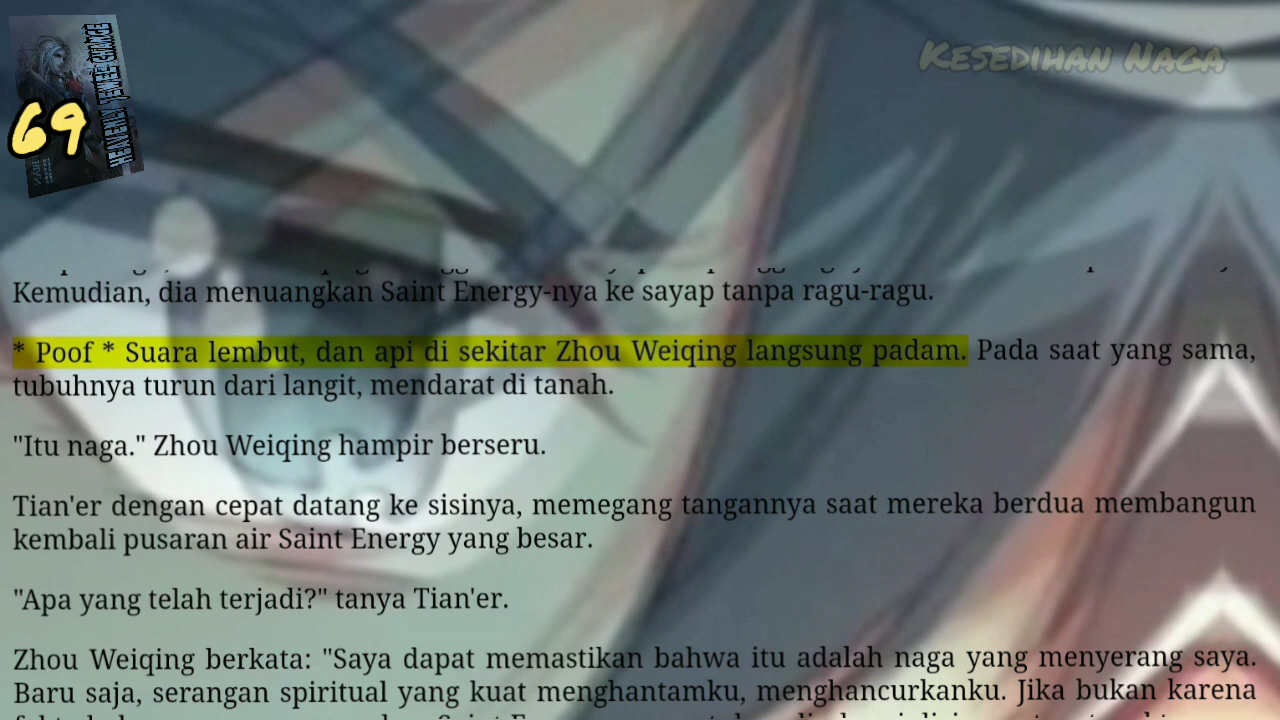 69
HEAVENLY JEWEL CHANGE
Kesedihan Naga
Kemudian, dia menuangkan Saint Energy-nya ke sayap tanpa ragu-ragu.
* Poof * Suara lembut, dan api di sekitar Zhou Weiqing langsung padam. Pada saat yang sama,
tubuhnya turun dari langit, mendarat di tanah.
"Itu naga." Zhou Weiqing hampir berseru.
Tian'er dengan cepat datang ke sisinya, memegang tangannya saat mereka berdua membangun
kembali pusaran air Saint Energy yang besar.
"Apa yang telah terjadi?" tanya Tian'er.
Zhou Weiqing berkata: "Saya dapat memastikan bahwa itu adalah naga yang menyerang saya.
Baru saja, serangan spiritual yang kuat menghantamku, menghancurkanku. Jika bukan karena